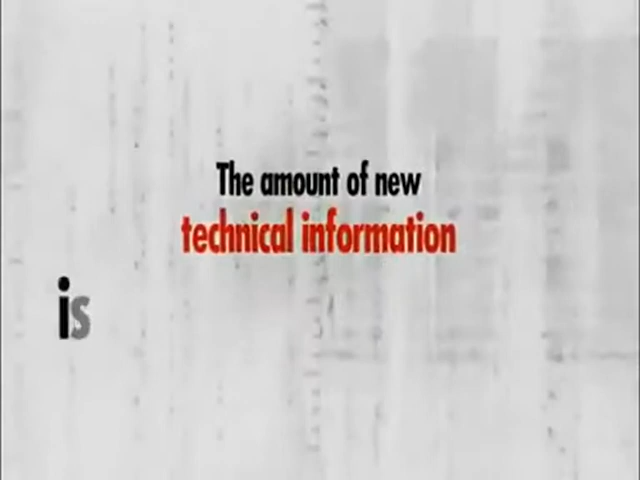 The amount of new
technical information
is